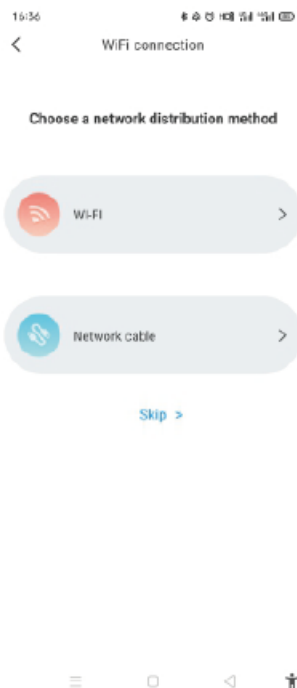 16:36
WiFi connection
Choose a network distribution method
WI-FI
Network cable
Skip >